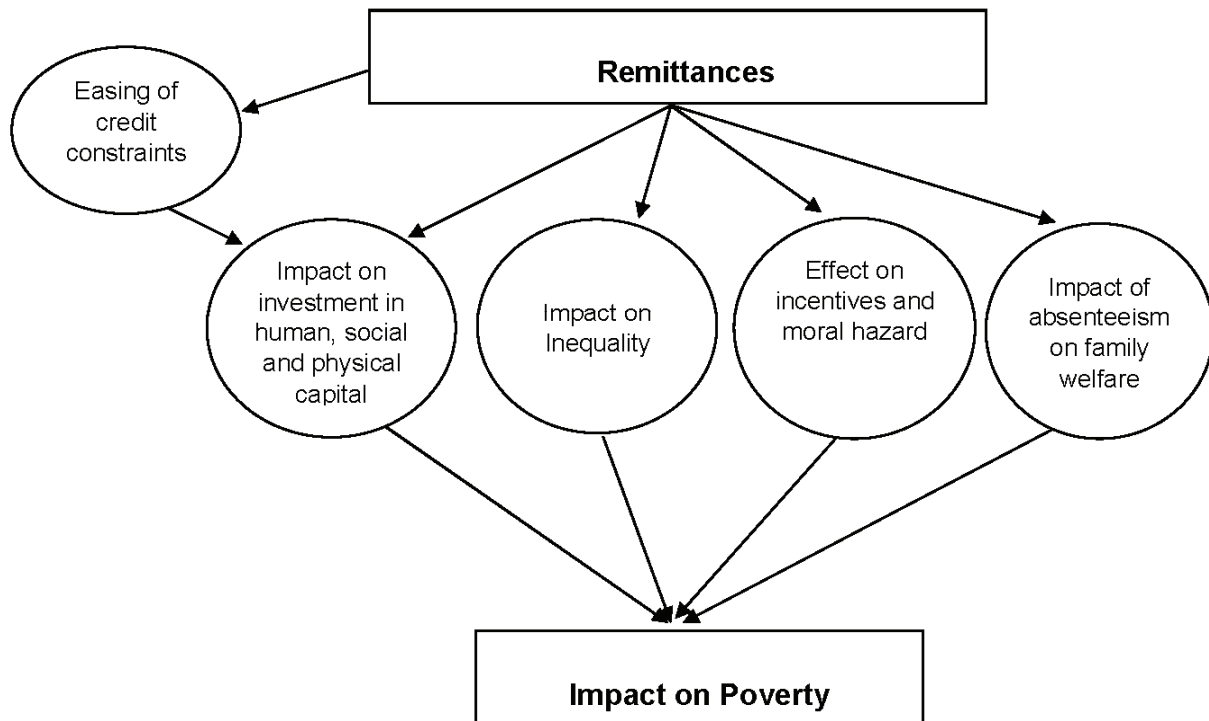 Remittances
Easing of
credit
constraints
Impact on
investment in
human, social
and physical
capital
Impact on
Inequality
Effect on
incentives and
moral hazard
Impact of
absenteeism
on family
welfare
Impact on Poverty